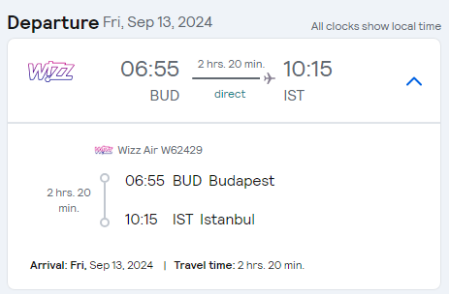 Departure Fri, Sep 13, 2024
All clocks show local time
WIZZ 06:55 2 hrs. 20 min. 10:15
BUD direct IST
WIZZ Wizz Air W62429
2 hrs. 20 min.
06:55 BUD Budapest
10:15 IST Istanbul
Arrival: Fri, Sep 13, 2024 | Travel time: 2 hrs. 20 min.